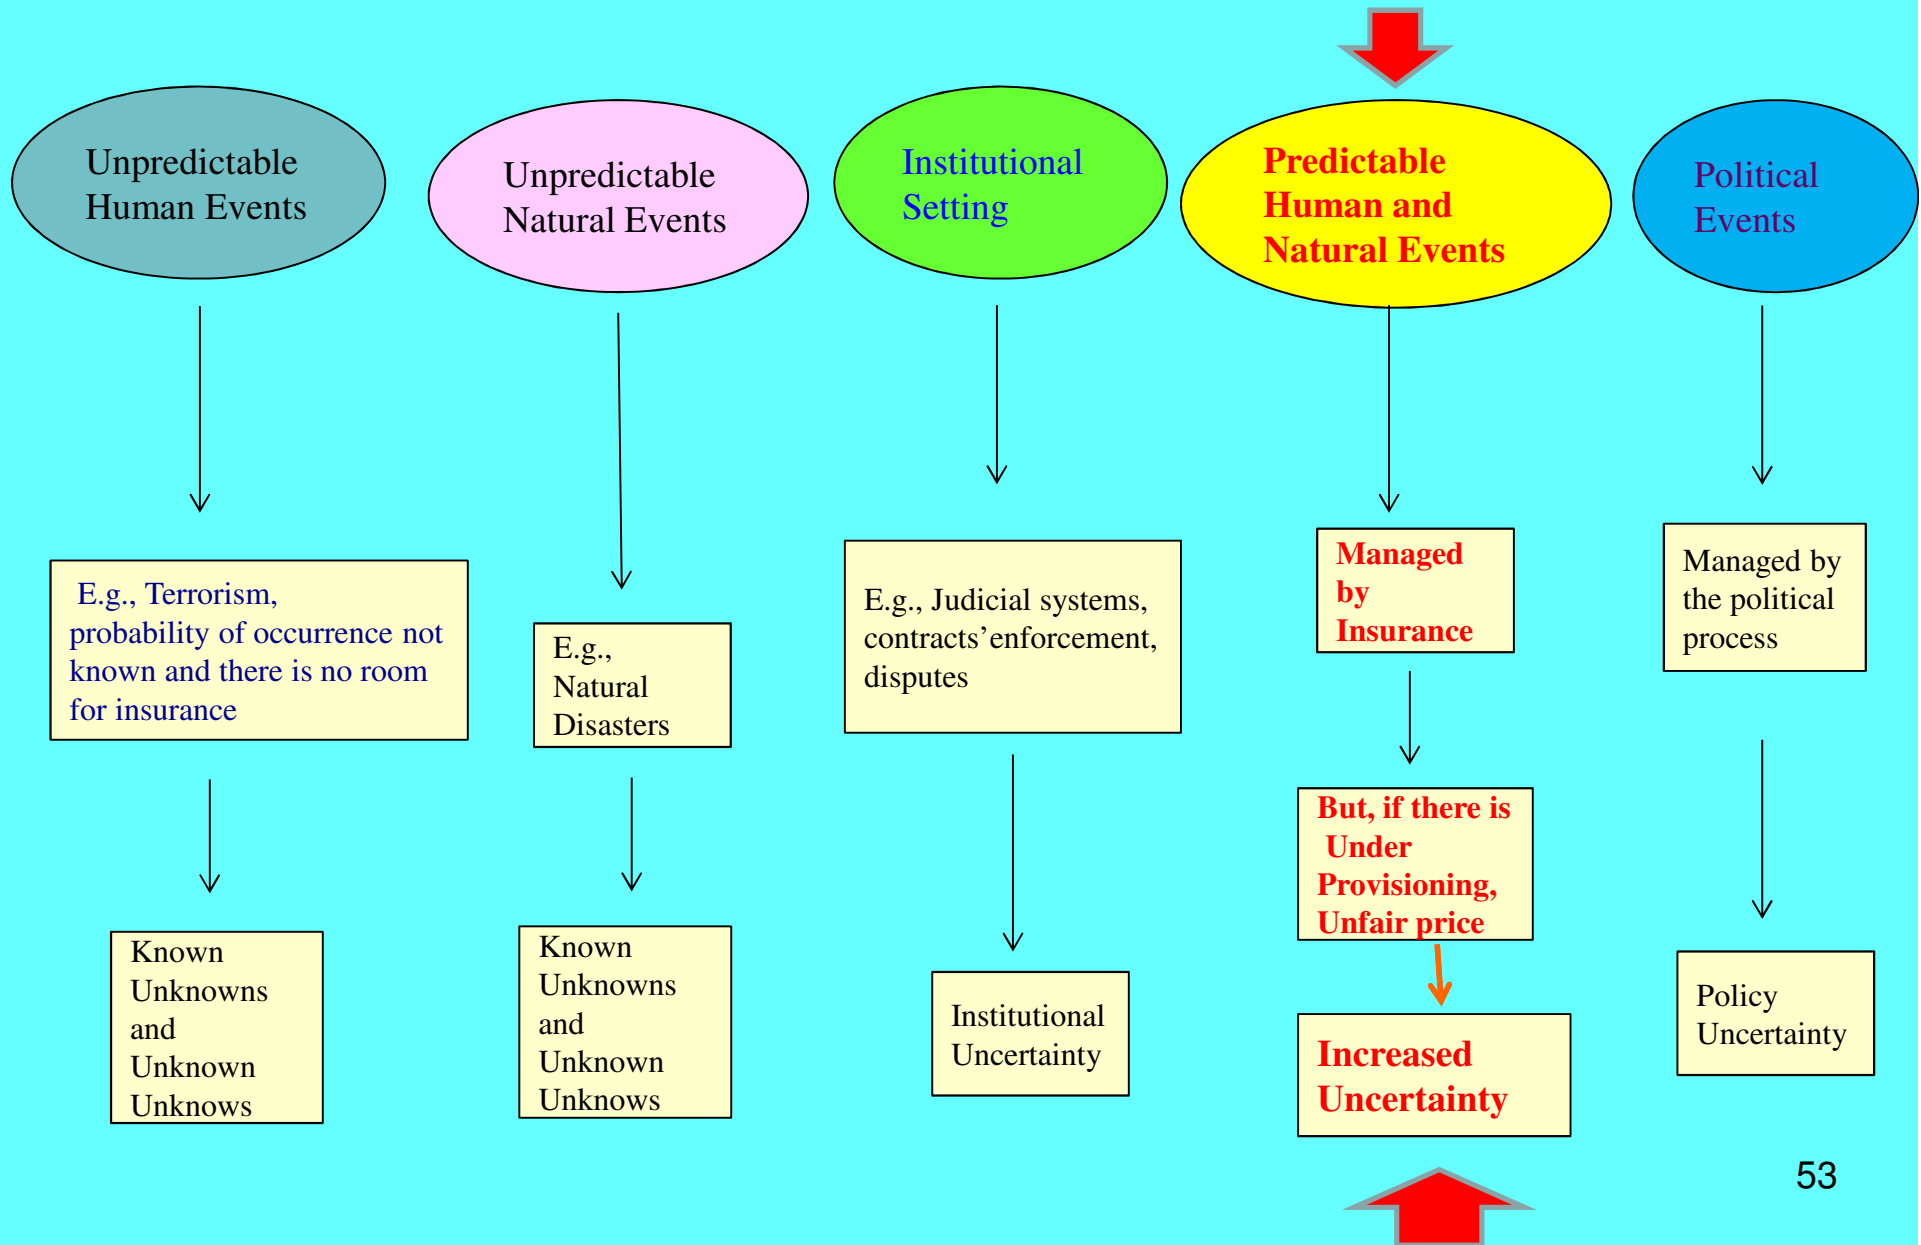 Unpredictable
Human Events
Unpredictable
Natural Events
Institutional
Setting
Predictable
Human and
Natural Events
Political
Events
E.g., Terrorism,
probability of occurrence not
known and there is no room
for insurance
E.g.,
Natural
Disasters
E.g., Judicial systems,
contracts’enforcement,
disputes
Managed
by
Insurance
Managed by
the political
process
But, if there is
Under
Provisioning,
Unfair price
Known
Unknowns
and
Unknown
Unknows
Known
Unknowns
and
Unknown
Unknows
Institutional
Uncertainty
Increased
Uncertainty
Policy
Uncertainty
53